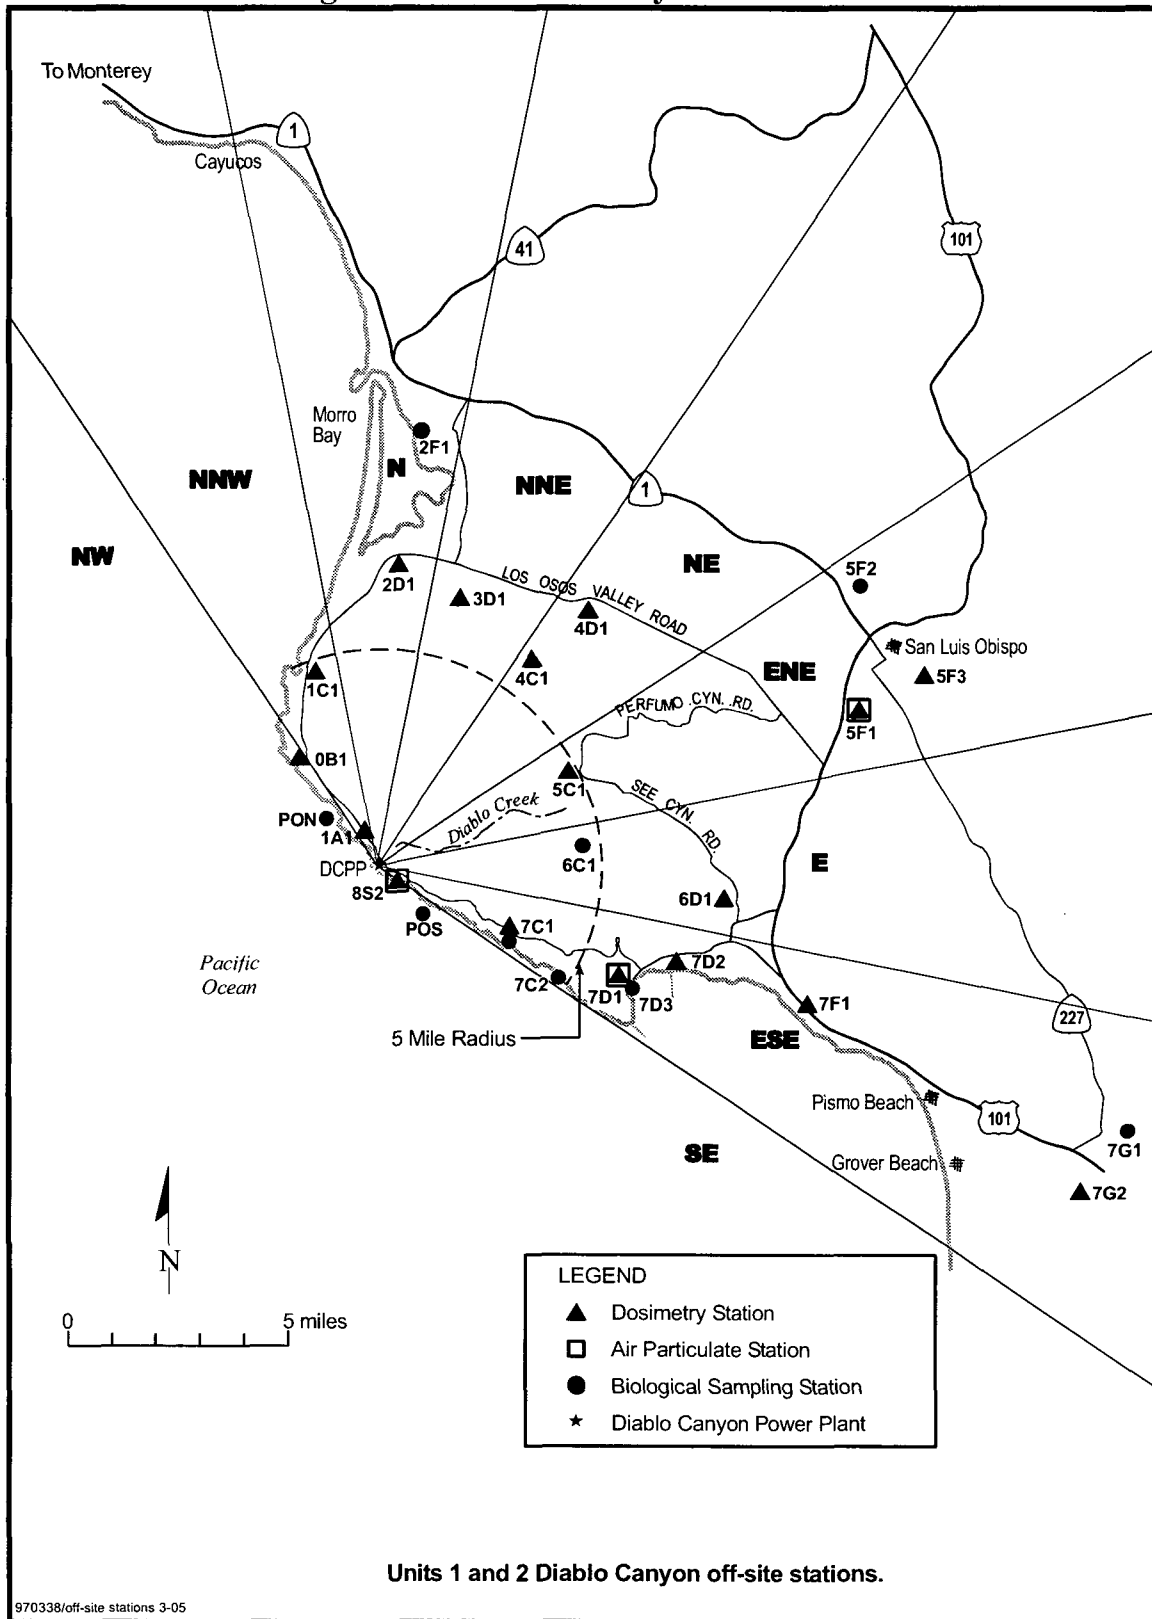 To Monterey
1
Cayucos
41
101
Morro
Bay
2F1
N
NNW
NNE
1
NW
NE
5F2
2D1
LOS OSOS VALLEY ROAD
3D1
4D1
San Luis Obispo
ENE
5F3
4C1
1C1
PERFUMO CYN. RD.
5F1
0B1
5C1
SEE CYN. RD.
Diablo Creek
PON
1A1
6C1
E
DCPP
8S2
6D1
POS
7C1
Pacific
Ocean
7D2
7C2
7D1
7D3
7F1
227
5 Mile Radius
ESE
Pismo Beach
101
SE
Grover Beach
7G1
7G2
N
LEGEND
Dosimetry Station
0 5 miles
Air Particulate Station
Biological Sampling Station
Diablo Canyon Power Plant
Units 1 and 2 Diablo Canyon off-site stations.
970338/off-site stations 3-05